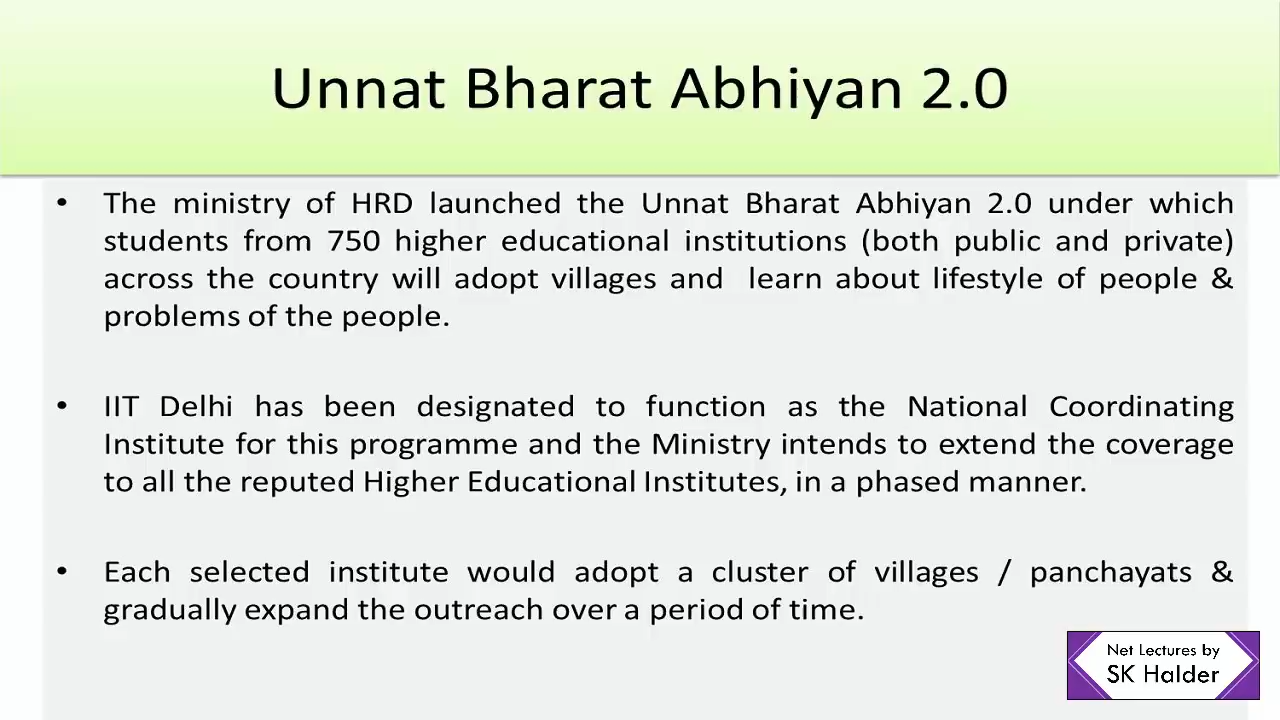 Unnat Bharat Abhiyan 2.0
• The ministry of HRD launched the Unnat Bharat Abhiyan 2.0 under which
students from 750 higher educational institutions (both public and private)
across the country will adopt villages and learn about lifestyle of people &
problems of the people.
• IIT Delhi has been designated to function as the National Coordinating
Institute for this programme and the Ministry intends to extend the coverage
to all the reputed Higher Educational Institutes, in a phased manner.
• Each selected institute would adopt a cluster of villages / panchayats &
gradually expand the outreach over a period of time.
Net Lectures by
SK Halder